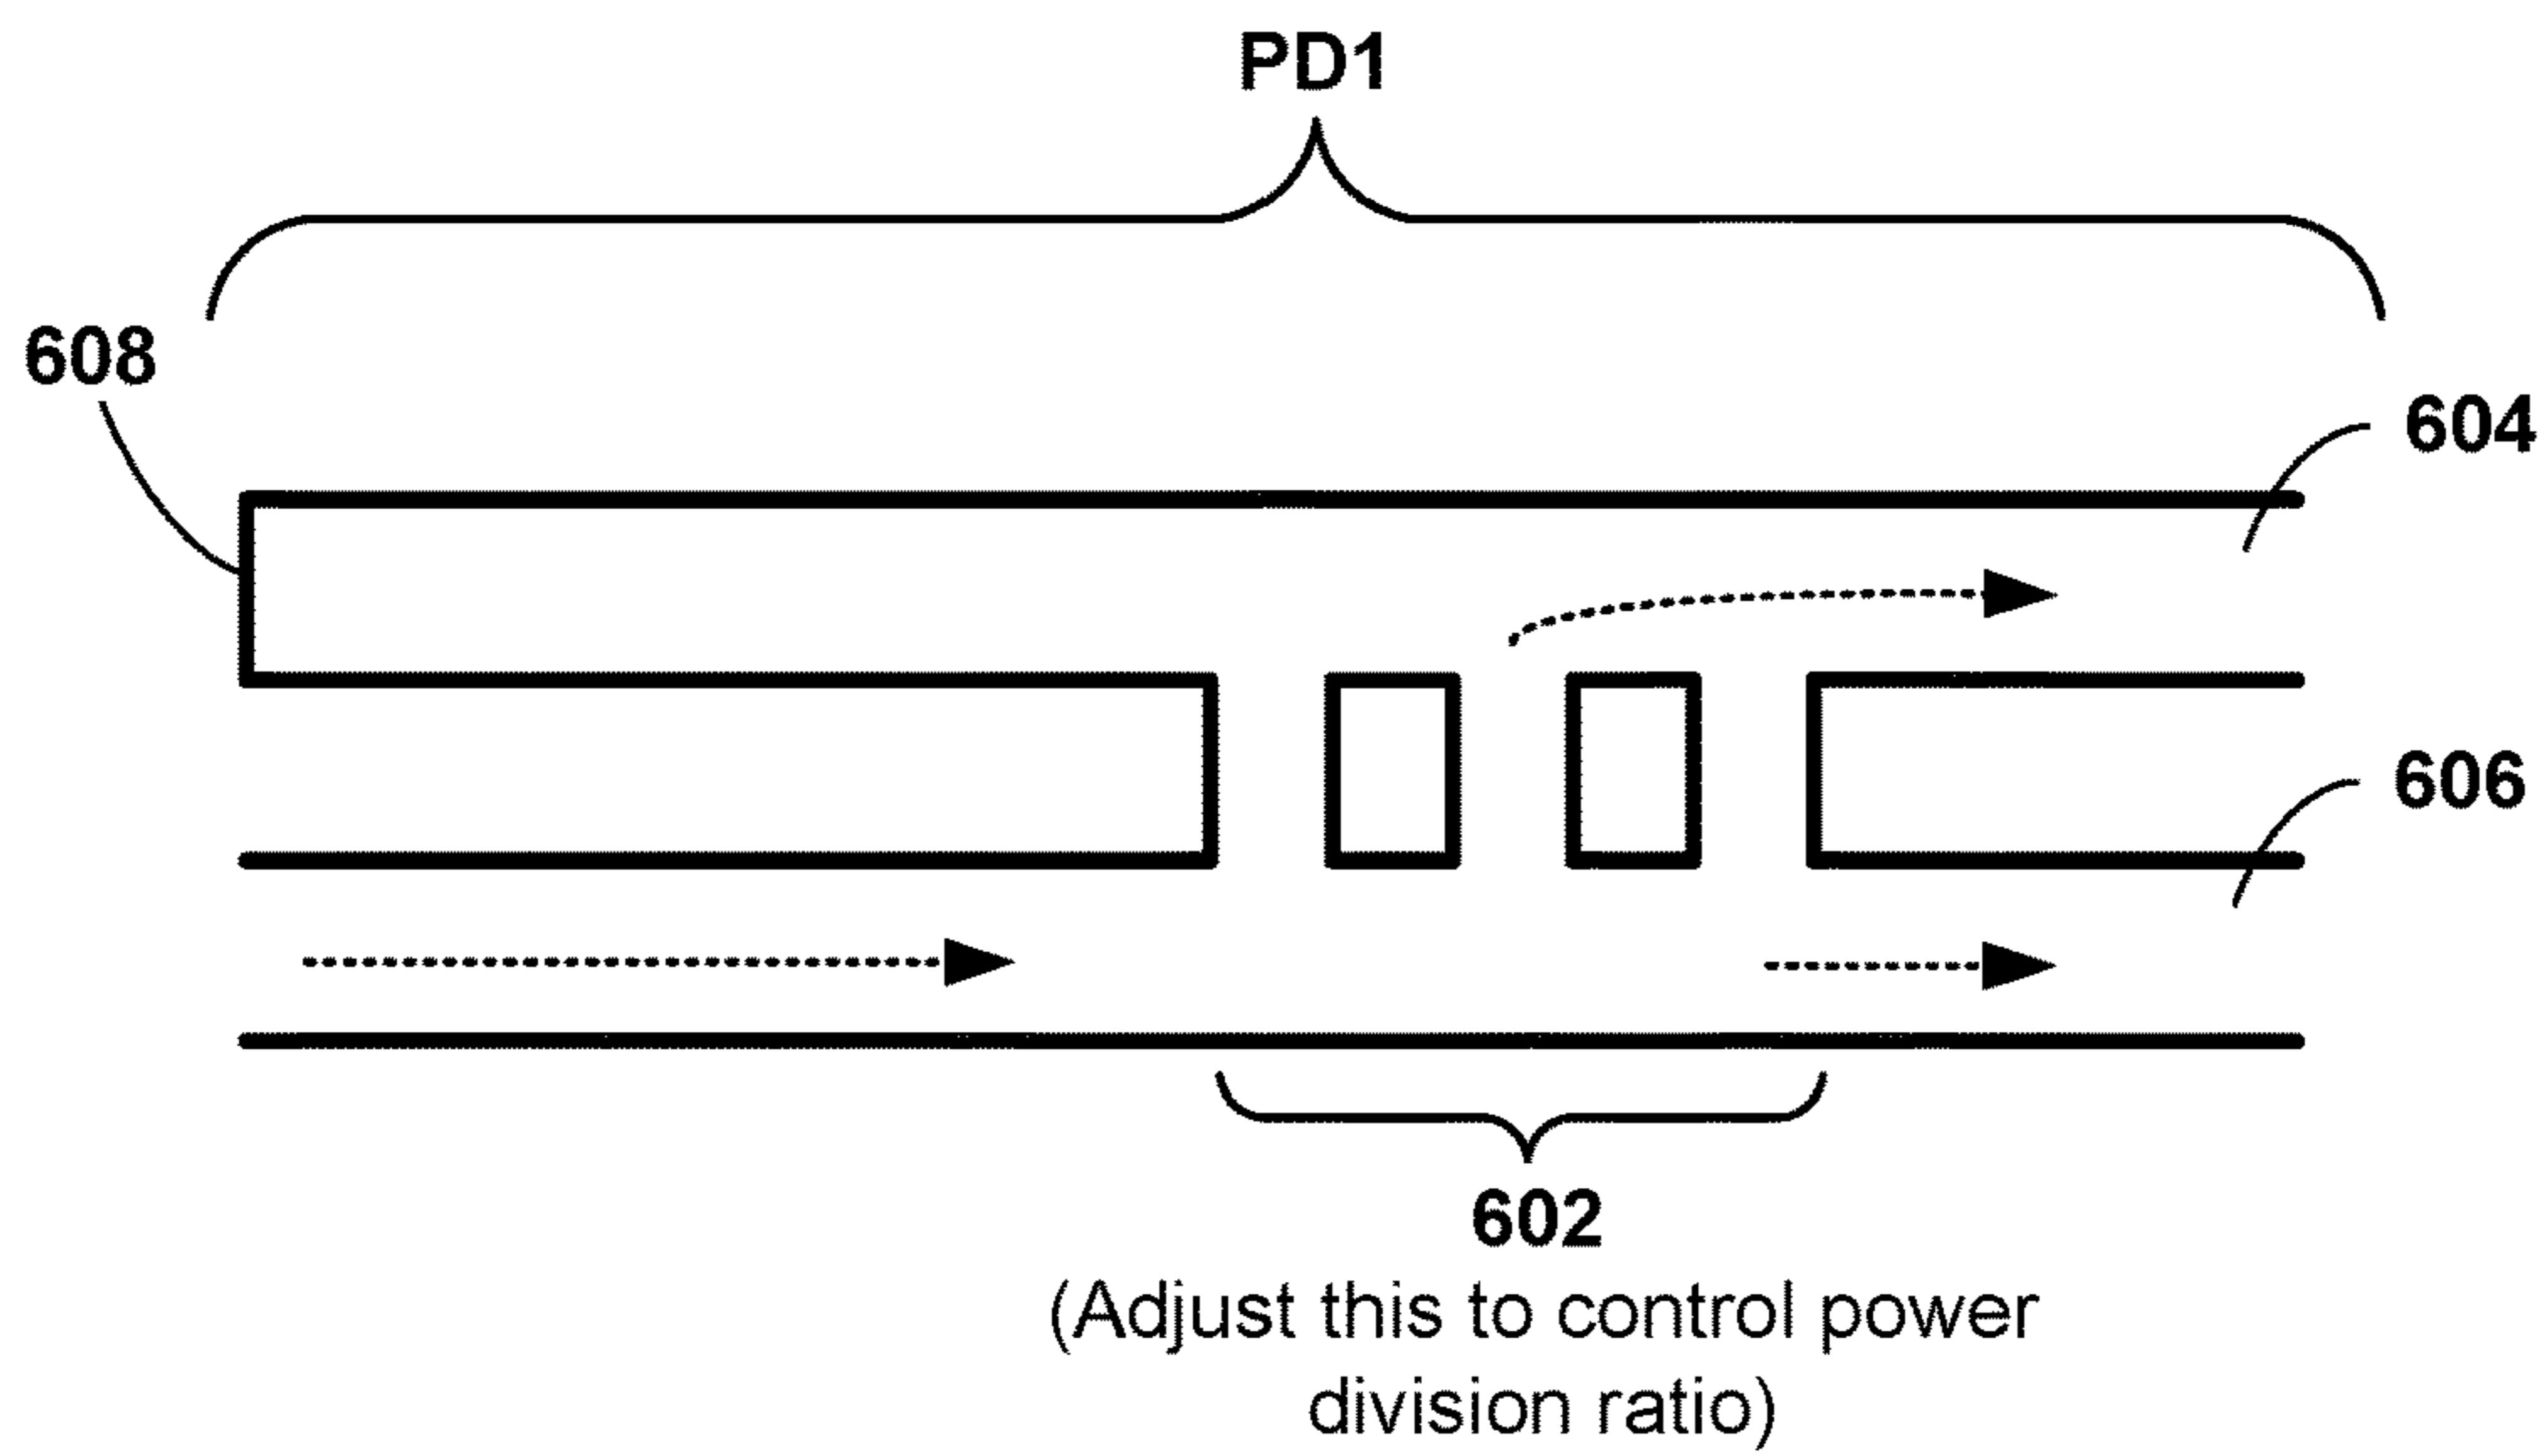 PD1
608
604
606
602
(Adjust this to control power
division ratio)